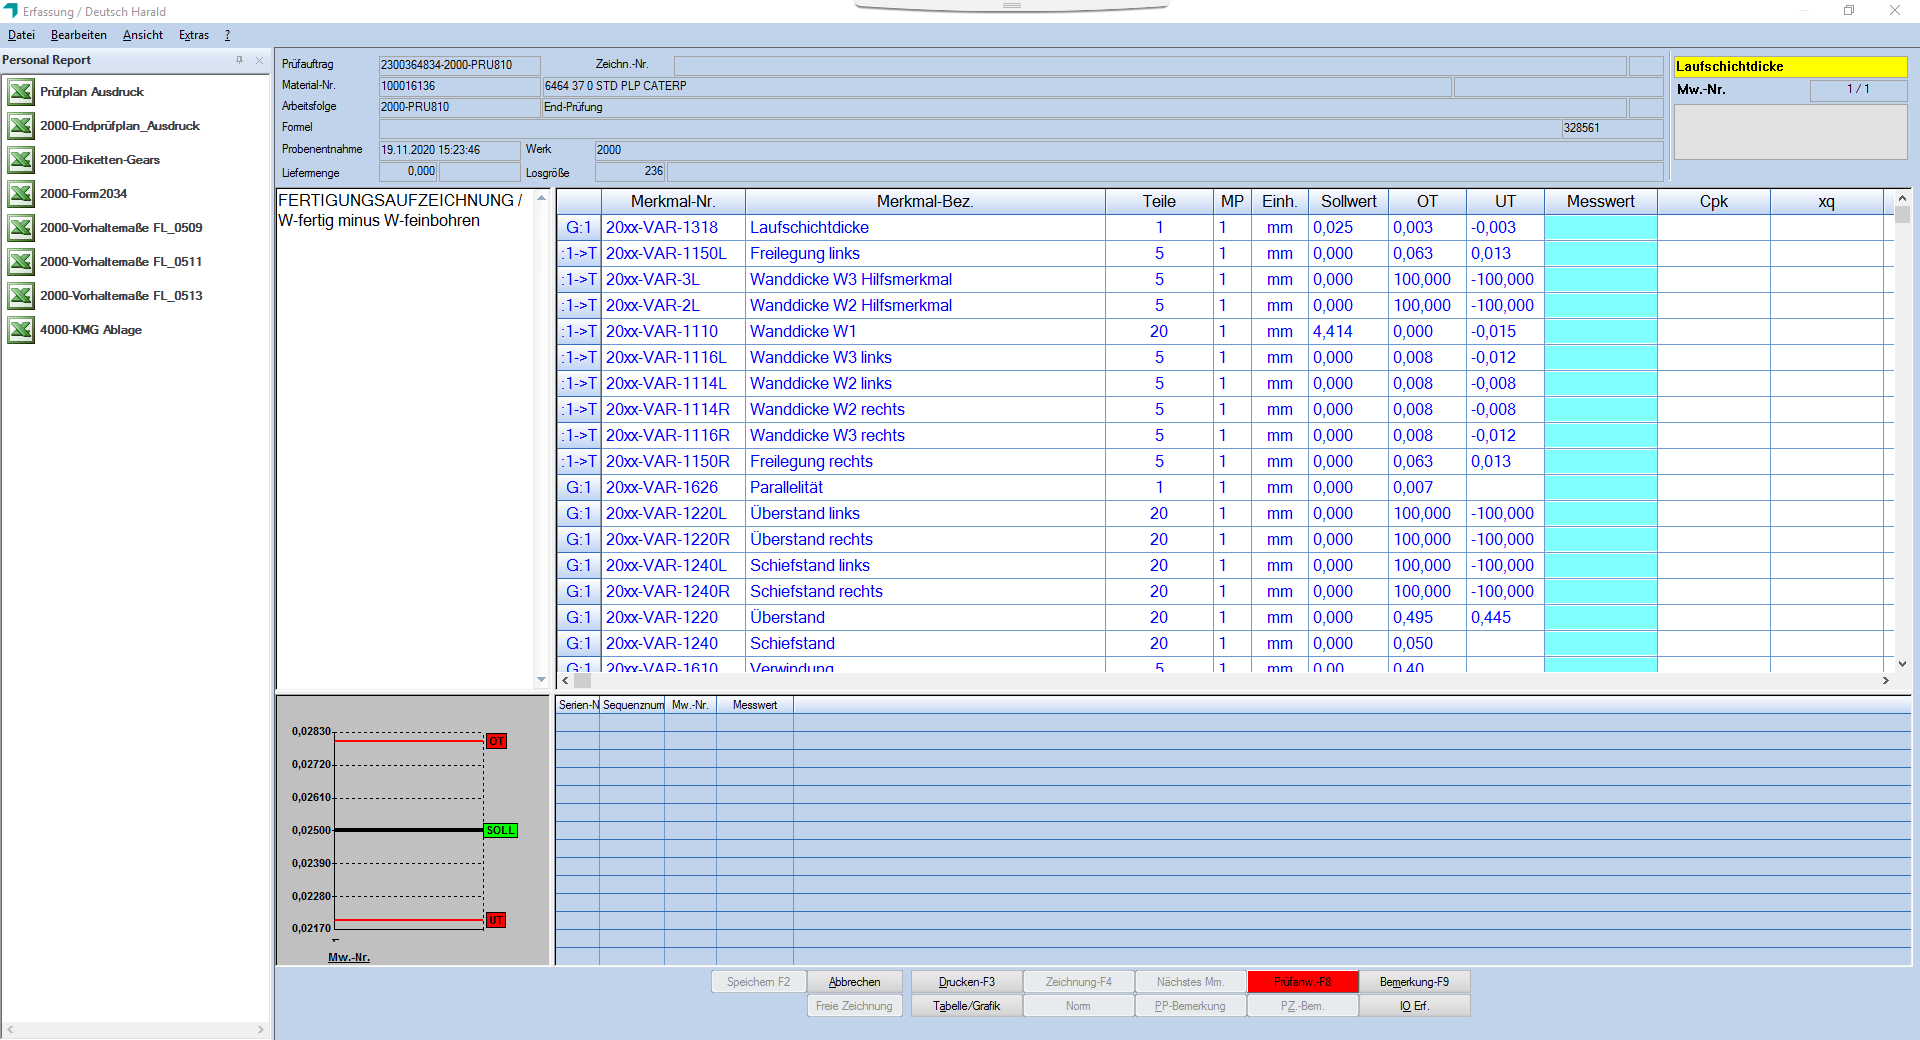 Erfassung / Deutsch Harald
Datei Bearbeiten Ansicht Extras ?
Personal Report
Prüfplan Ausdruck
2000-Endprüfplan_Ausdruck
2000-Etiketten-Gears
2000-Form2034
2000-Vorhaltemaße FL_0509
2000-Vorhaltemaße FL_0511
2000-Vorhaltemaße FL_0513
4000-KMG Ablage
Prüfauftrag 2300364834-2000-PRU810 Zeichn.-Nr.
Material-Nr. 100016136 6464 37 0 STD PLP CATERP
Arbeitsfolge 2000-PRU810 End-Prüfung
Formel 328561
Probenentnahme 19.11.2020 15:23:46 Werk 2000
Liefermenge 0,000 Losgröße 236
Laufschichtdicke
Mw.-Nr. 1 / 1
FERTIGUNGSAUFZEICHNUNG /
W-fertig minus W-feinbohren
Merkmal-Nr. Merkmal-Bez. Teile MP Einh. Sollwert OT UT Messwert Cpk xq
G:1 20xx-VAR-1318 Laufschichtdicke 1 1 mm 0,025 0,003 -0,003
:1->T 20xx-VAR-1150L Freilegung links 5 1 mm 0,000 0,063 0,013
:1->T 20xx-VAR-3L Wanddicke W3 Hilfsmerkmal 5 1 mm 0,000 100,000 -100,000
:1->T 20xx-VAR-2L Wanddicke W2 Hilfsmerkmal 5 1 mm 0,000 100,000 -100,000
:1->T 20xx-VAR-1110 Wanddicke W1 20 1 mm 4,414 0,000 -0,015
:1->T 20xx-VAR-1116L Wanddicke W3 links 5 1 mm 0,000 0,008 -0,012
:1->T 20xx-VAR-1114L Wanddicke W2 links 5 1 mm 0,000 0,008 -0,008
:1->T 20xx-VAR-1114R Wanddicke W2 rechts 5 1 mm 0,000 0,008 -0,008
:1->T 20xx-VAR-1116R Wanddicke W3 rechts 5 1 mm 0,000 0,008 -0,012
:1->T 20xx-VAR-1150R Freilegung rechts 5 1 mm 0,000 0,063 0,013
G:1 20xx-VAR-1626 Parallelität 1 1 mm 0,000 0,007
G:1 20xx-VAR-1220L Überstand links 20 1 mm 0,000 100,000 -100,000
G:1 20xx-VAR-1220R Überstand rechts 20 1 mm 0,000 100,000 -100,000
G:1 20xx-VAR-1240L Schiefstand links 20 1 mm 0,000 100,000 -100,000
G:1 20xx-VAR-1240R Schiefstand rechts 20 1 mm 0,000 100,000 -100,000
G:1 20xx-VAR-1220 Überstand 20 1 mm 0,000 0,495 0,445
G:1 20xx-VAR-1240 Schiefstand 20 1 mm 0,000 0,050
G:1 20xx-VAR-1610 Verwindung 5 1 mm 0,00 0,40
0,02830 OT
0,02720
0,02610
0,02500 SOLL
0,02390
0,02280
0,02170 UT
Mw.-Nr.
Serien-N Sequenznum Mw.-Nr. Messwert
Speichern F2 Abbrechen Drucken-F3 Zeichnung-F4 Nächstes Mm. Prüfanw.-F8 Bemerkung-F9
Freie Zeichnung Tabelle/Grafik Norm PP-Bemerkung PZ.-Bem. IO Erf.